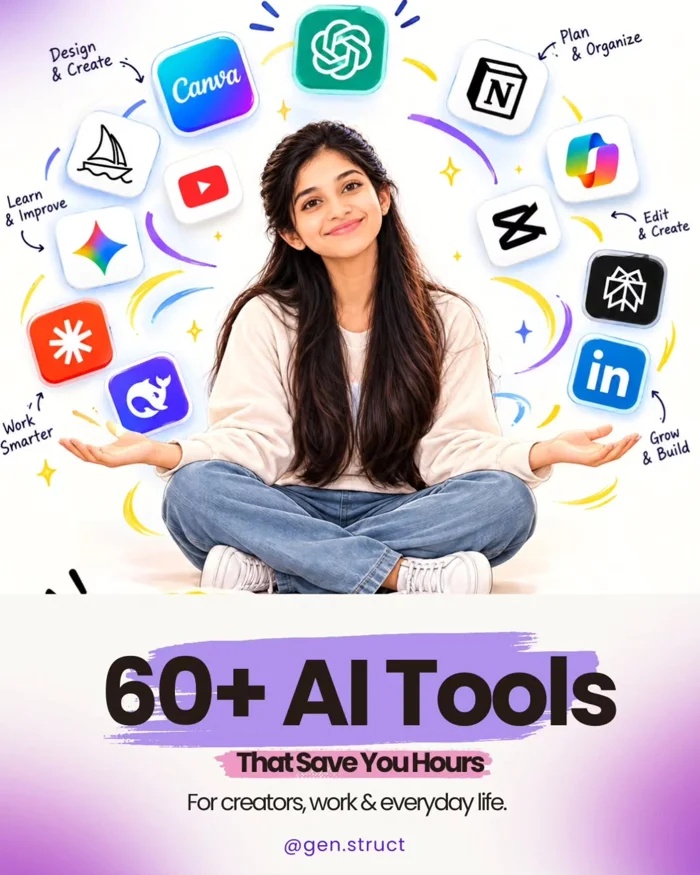 Design
& Create
Canva
Plan
& Organize
N
Learn
& Improve
Edit
& Create
in
Work
Smarter
Grow
& Build
60+ AI Tools
That Save You Hours
For creators, work & everyday life.
@gen.struct